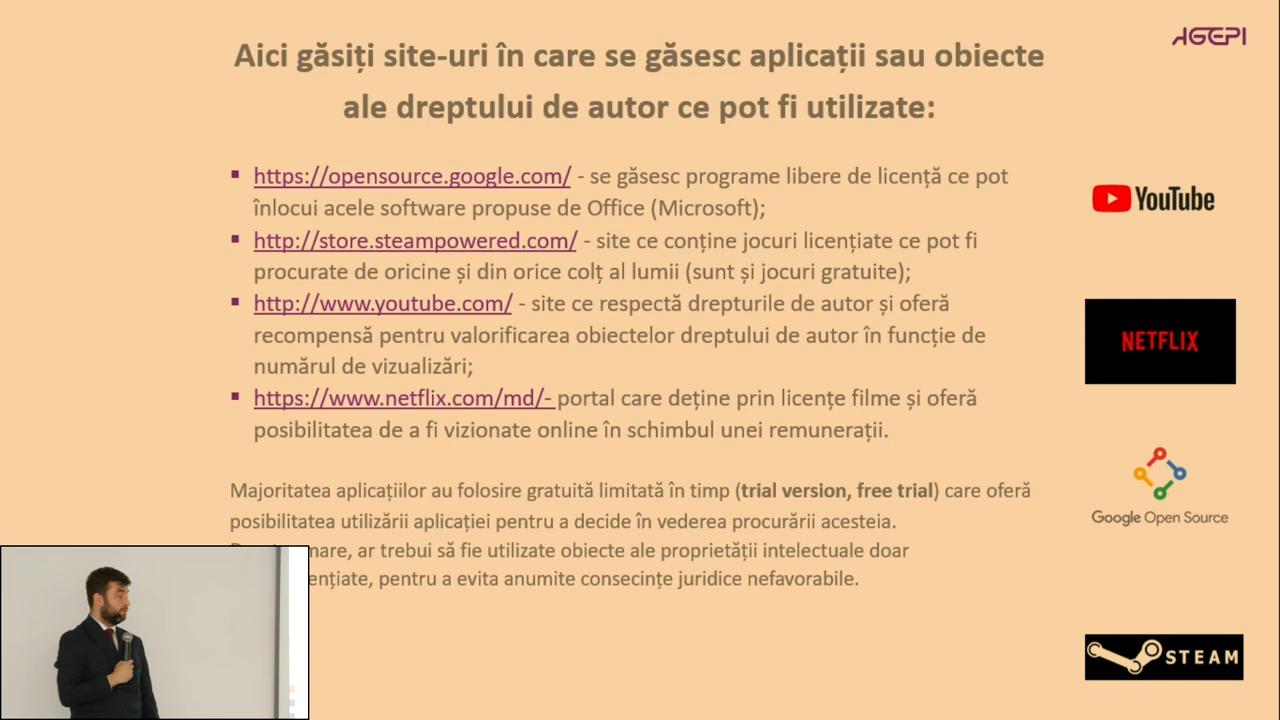 AGEPI
Aici găsiți site-uri în care se găsesc aplicații sau obiecte
ale dreptului de autor ce pot fi utilizate:
▪ https://opensource.google.com/ - se găsesc programe libere de licență ce pot
înlocui acele software propuse de Office (Microsoft);
▪ http://store.steampowered.com/ - site ce conține jocuri licențiate ce pot fi
procurate de oricine și din orice colț al lumii (sunt și jocuri gratuite);
▪ http://www.youtube.com/ - site ce respectă drepturile de autor și oferă
recompensă pentru valorificarea obiectelor dreptului de autor în funcție de
numărul de vizualizări;
▪ https://www.netflix.com/md/- portal care deține prin licențe filme și oferă
posibilitatea de a fi vizionate online în schimbul unei remunerații.
Majoritatea aplicațiilor au folosire gratuită limitată în timp (trial version, free trial) care oferă
posibilitatea utilizării aplicației pentru a decide în vederea procurării acesteia.
mare, ar trebui să fie utilizate obiecte ale proprietății intelectuale doar
ențiate, pentru a evita anumite consecințe juridice nefavorabile.
YouTube
NETFLIX
Google Open Source
STEAM